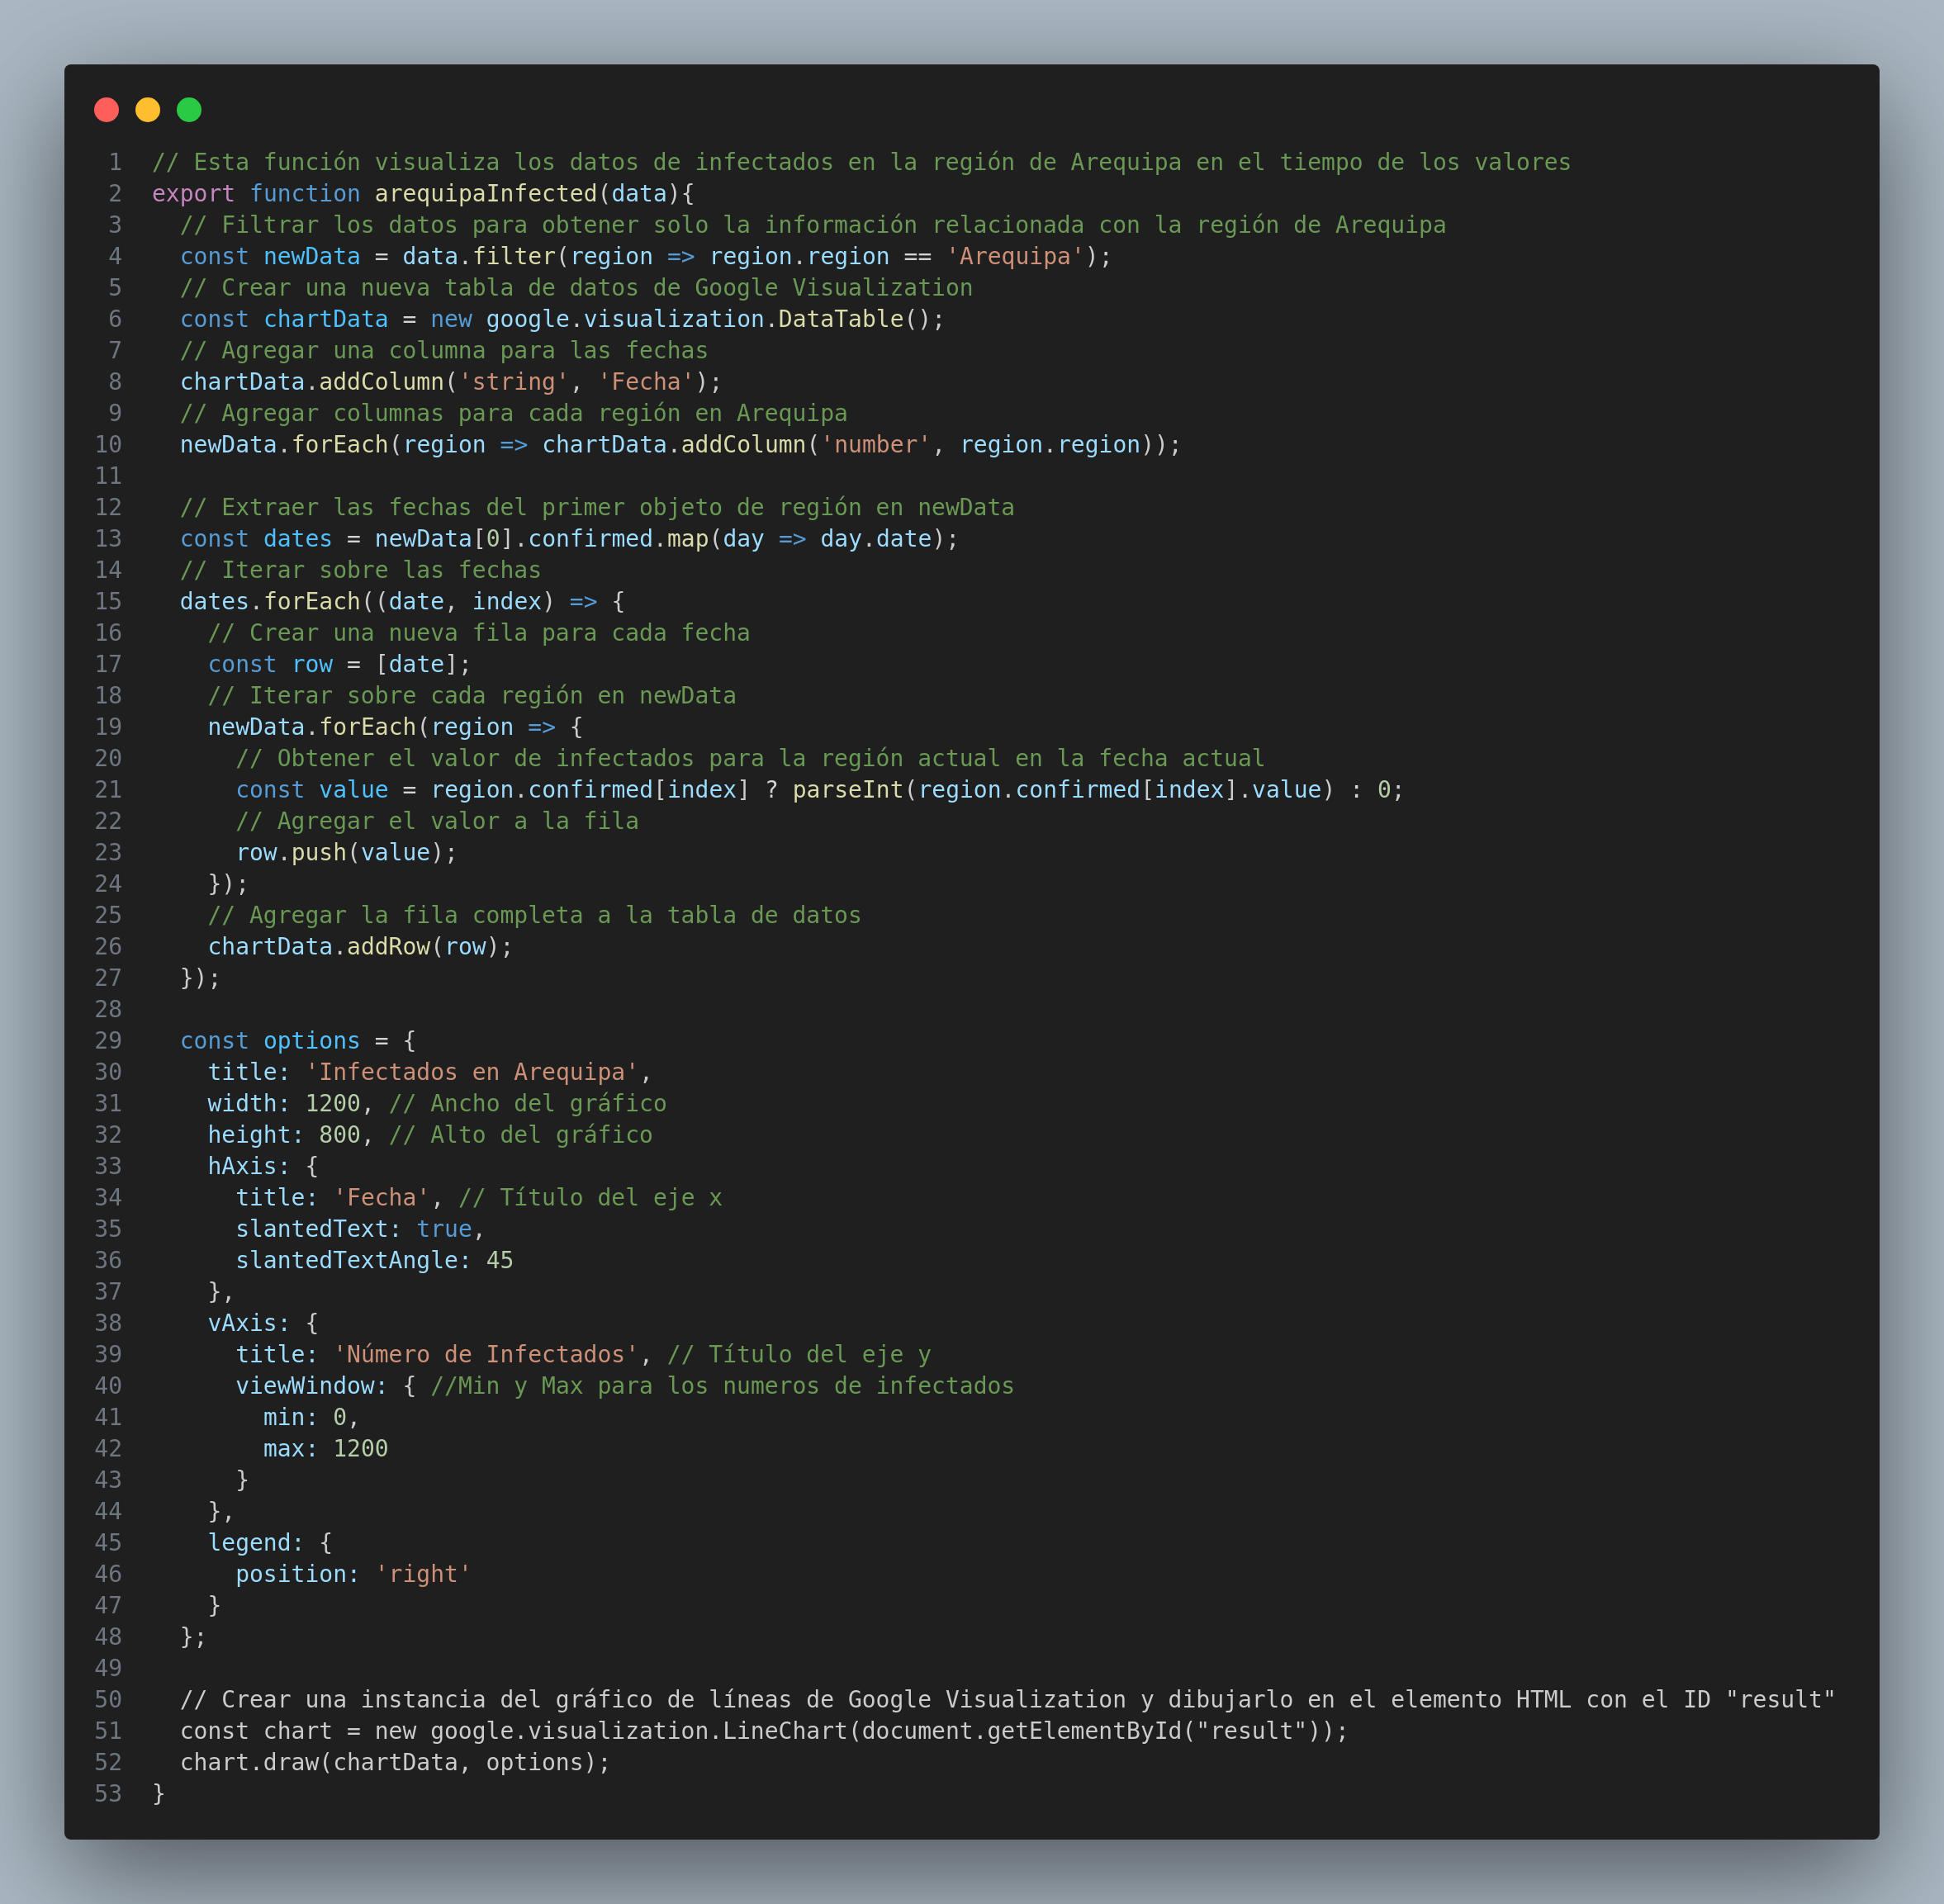 1 // Esta función visualiza los datos de infectados en la región de Arequipa en el tiempo de los valores
2 export function arequipaInfected(data){
3   // Filtrar los datos para obtener solo la información relacionada con la región de Arequipa
4   const newData = data.filter(region => region.region == 'Arequipa');
5   // Crear una nueva tabla de datos de Google Visualization
6   const chartData = new google.visualization.DataTable();
7   // Agregar una columna para las fechas
8   chartData.addColumn('string', 'Fecha');
9   // Agregar columnas para cada región en Arequipa
10   newData.forEach(region => chartData.addColumn('number', region.region));
11
12   // Extraer las fechas del primer objeto de región en newData
13   const dates = newData[0].confirmed.map(day => day.date);
14   // Iterar sobre las fechas
15   dates.forEach((date, index) => {
16     // Crear una nueva fila para cada fecha
17     const row = [date];
18     // Iterar sobre cada región en newData
19     newData.forEach(region => {
20       // Obtener el valor de infectados para la región actual en la fecha actual
21       const value = region.confirmed[index] ? parseInt(region.confirmed[index].value) : 0;
22       // Agregar el valor a la fila
23       row.push(value);
24     });
25     // Agregar la fila completa a la tabla de datos
26     chartData.addRow(row);
27   });
28
29   const options = {
30     title: 'Infectados en Arequipa',
31     width: 1200, // Ancho del gráfico
32     height: 800, // Alto del gráfico
33     hAxis: {
34       title: 'Fecha', // Título del eje x
35       slantedText: true,
36       slantedTextAngle: 45
37     },
38     vAxis: {
39       title: 'Número de Infectados', // Título del eje y
40       viewWindow: { //Min y Max para los numeros de infectados
41         min: 0,
42         max: 1200
43       }
44     },
45     legend: {
46       position: 'right'
47     }
48   };
49
50   // Crear una instancia del gráfico de líneas de Google Visualization y dibujarlo en el elemento HTML con el ID "result"
51   const chart = new google.visualization.LineChart(document.getElementById("result"));
52   chart.draw(chartData, options);
53 }